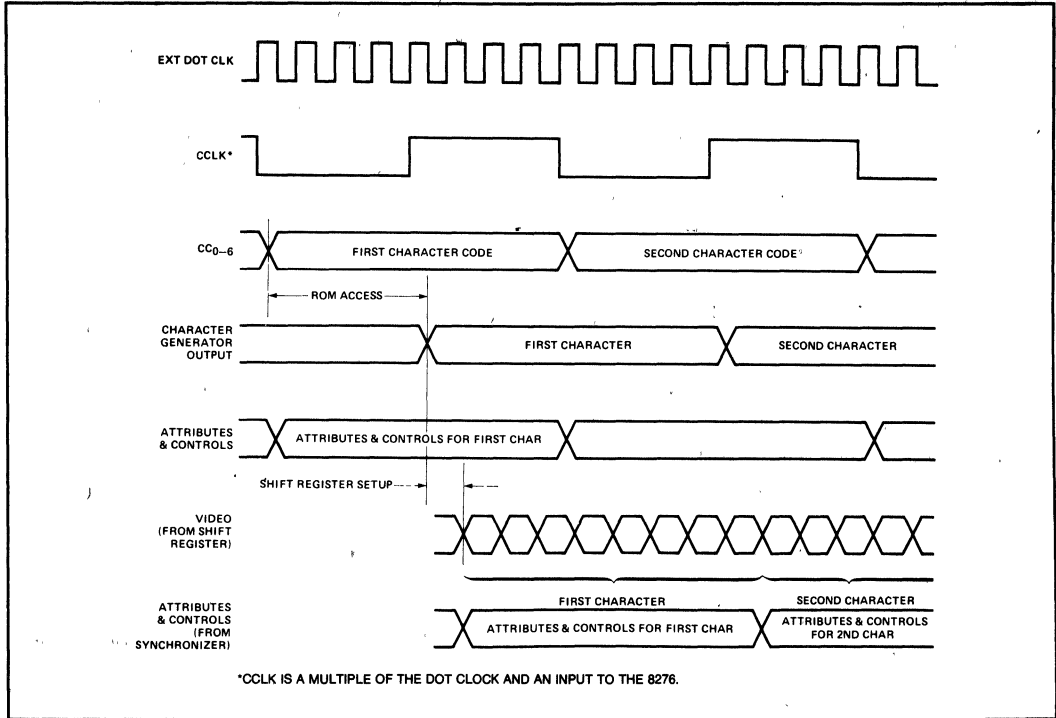 EXT DOT CLK
CCLK*
CC0–6
FIRST CHARACTER CODE
SECOND CHARACTER CODE
ROM ACCESS
CHARACTER
GENERATOR
OUTPUT
FIRST CHARACTER
SECOND CHARACTER
ATTRIBUTES
& CONTROLS
ATTRIBUTES & CONTROLS FOR FIRST CHAR
SHIFT REGISTER SETUP
VIDEO
(FROM SHIFT
REGISTER)
FIRST CHARACTER
SECOND CHARACTER
ATTRIBUTES
& CONTROLS
(FROM
SYNCHRONIZER)
ATTRIBUTES & CONTROLS FOR FIRST CHAR
ATTRIBUTES & CONTROLS
FOR 2ND CHAR
*CCLK IS A MULTIPLE OF THE DOT CLOCK AND AN INPUT TO THE 8276.